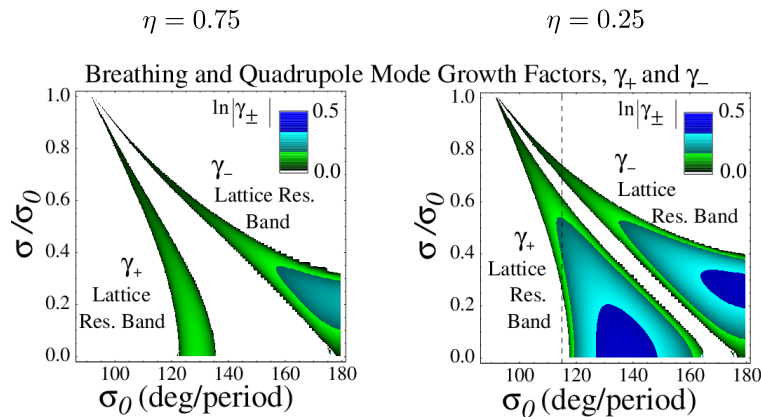 η = 0.75
η = 0.25
Breathing and Quadrupole Mode Growth Factors, γ+ and γ−
1.0
0.8
0.6
0.4
0.2
0.0
σ/σ0
ln|γ±|
0.5
0.0
γ−
Lattice Res.
Band
γ+
Lattice
Res. Band
100
120
140
160
180
σ0 (deg/period)
1.0
0.8
0.6
0.4
0.2
0.0
σ/σ0
ln|γ±|
0.5
0.0
γ−
Lattice
Res. Band
γ+
Lattice
Res.
Band
100
120
140
160
180
σ0 (deg/period)